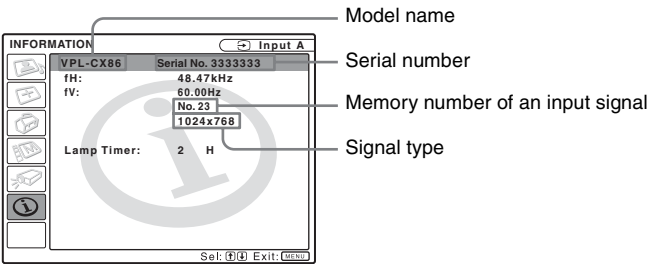 Model name
INFORMATION Input A
VPL-CX86 Serial No. 3333333
Serial number
fH: 48.47kHz
fV: 60.00Hz
No. 23
Memory number of an input signal
1024x768
Signal type
Lamp Timer: 2 H
Sel: Exit: MENU